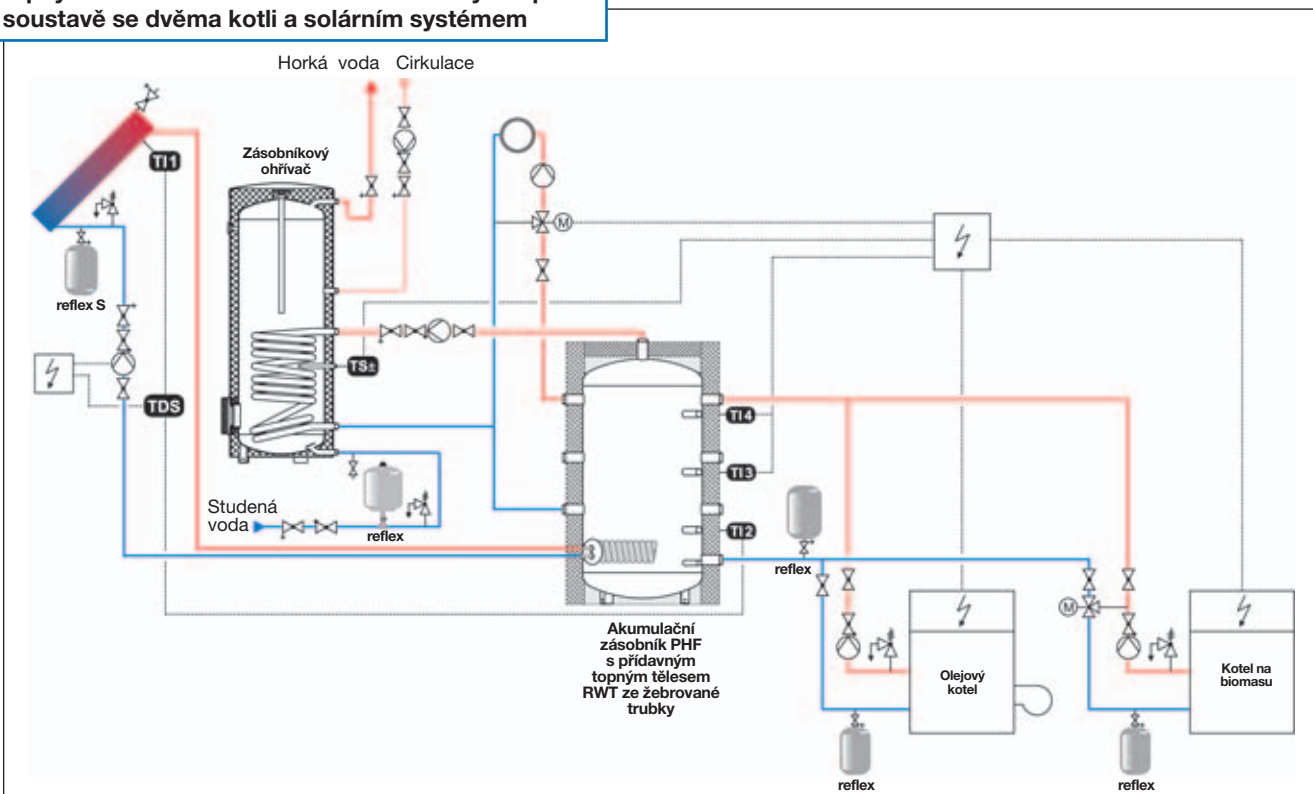 soustavě se dvěma kotli a solárním systémem
Horká voda
Cirkulace
TI1
Zásobníkový
ohřívač
M
reflex S
TS±
TDS
TI4
TI3
TI2
Studená
voda
reflex
reflex
M
Akumulační
zásobník PHF
s přídavným
topným tělesem
RWT ze žebrované
trubky
Olejový
kotel
Kotel na
biomasu
reflex
reflex